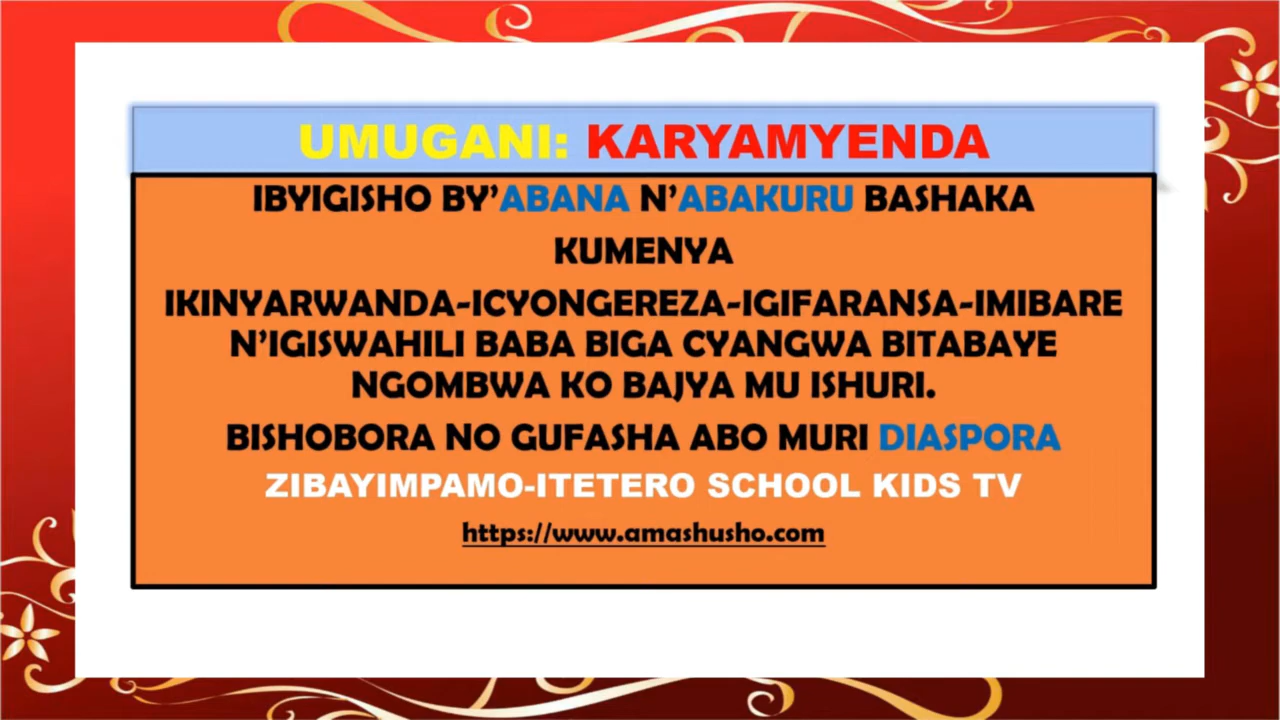 UMUGANI: KARYAMYENDA
IBYIGISHO BY’ABANA N’ABAKURU BASHAKA
KUMENYA
IKINYARWANDA-ICYONGEREZA-IGIFARANSA-IMIBARE
N’IGISWAHILI BABA BIGA CYANGWA BITABAYE
NGOMBWA KO BAJYA MU ISHURI.
BISHOBORA NO GUFASHA ABO MURI DIASPORA
ZIBAYIMPAMO-ITETERO SCHOOL KIDS TV
https://www.amashusho.com